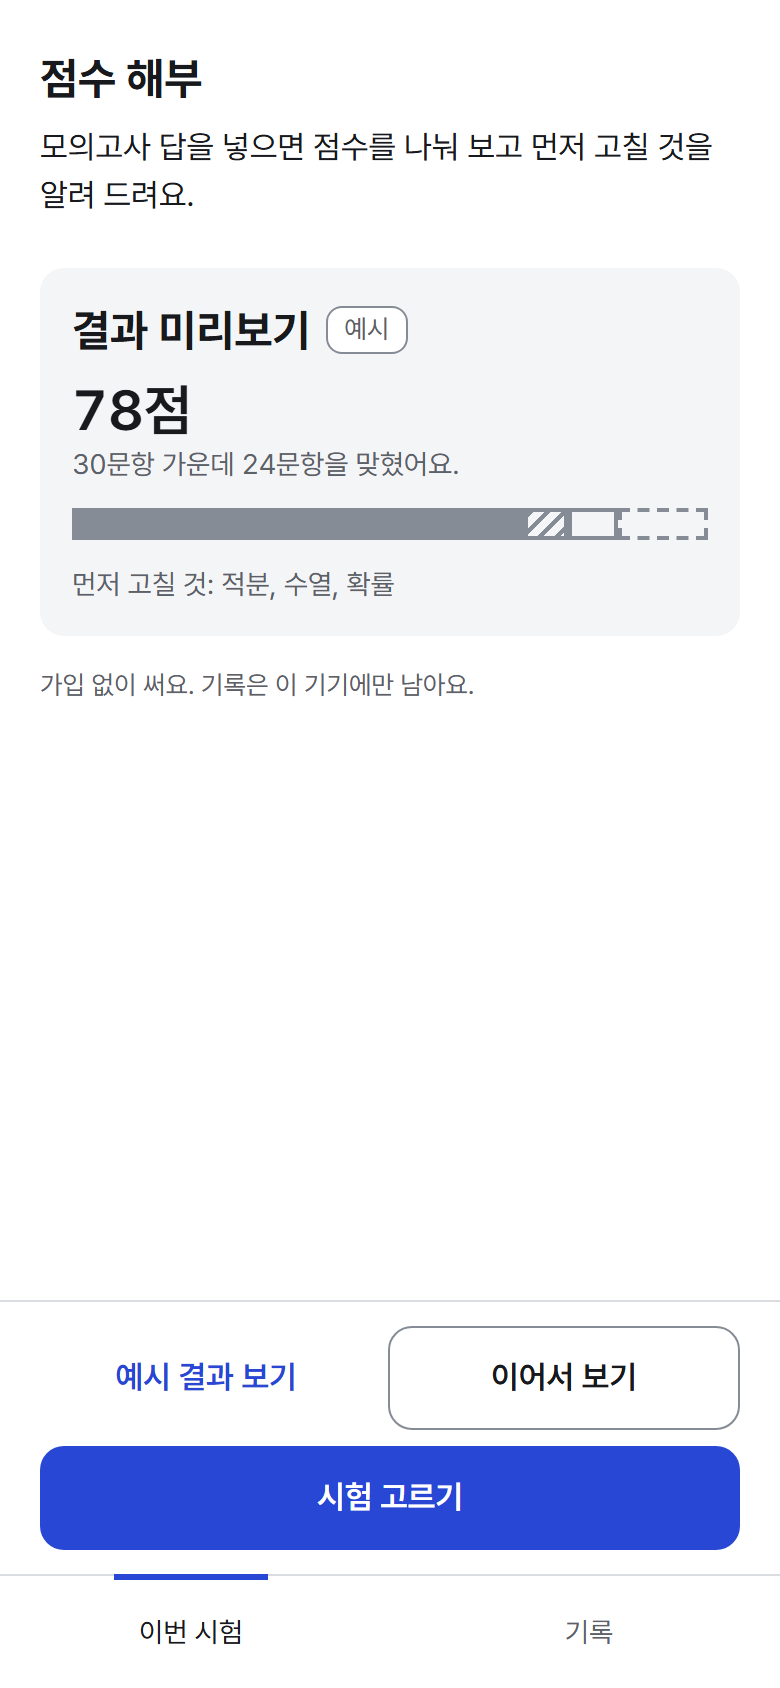 점수 해부
모의고사 답을 넣으면 점수를 나눠 보고 먼저 고칠 것을
알려 드려요.
결과 미리보기 예시
78점
30문항 가운데 24문항을 맞혔어요.
먼저 고칠 것: 적분, 수열, 확률
가입 없이 써요. 기록은 이 기기에만 남아요.
예시 결과 보기 이어서 보기
시험 고르기
이번 시험 기록